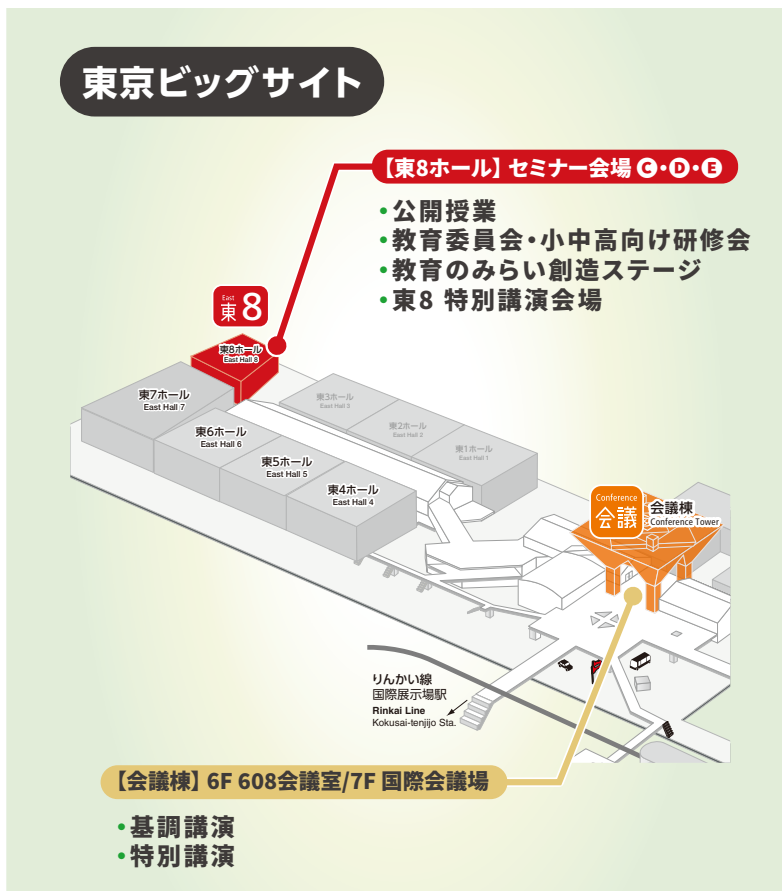 東京ビッグサイト
【東8ホール】セミナー会場 C・D・E
・公開授業
・教育委員会・小中高向け研修会
・教育のみらい創造ステージ
・東8 特別講演会場
East
東 8
東8ホール
East Hall 8
東7ホール
East Hall 7
東3ホール
East Hall 3
東6ホール
East Hall 6
東2ホール
East Hall 2
東5ホール
East Hall 5
東1ホール
East Hall 1
東4ホール
East Hall 4
Conference
会議
会議棟
Conference Tower
りんかい線
国際展示場駅
Rinkai Line
Kokusai-tenjijo Sta.
【会議棟】6F 608会議室/7F 国際会議場
・基調講演
・特別講演